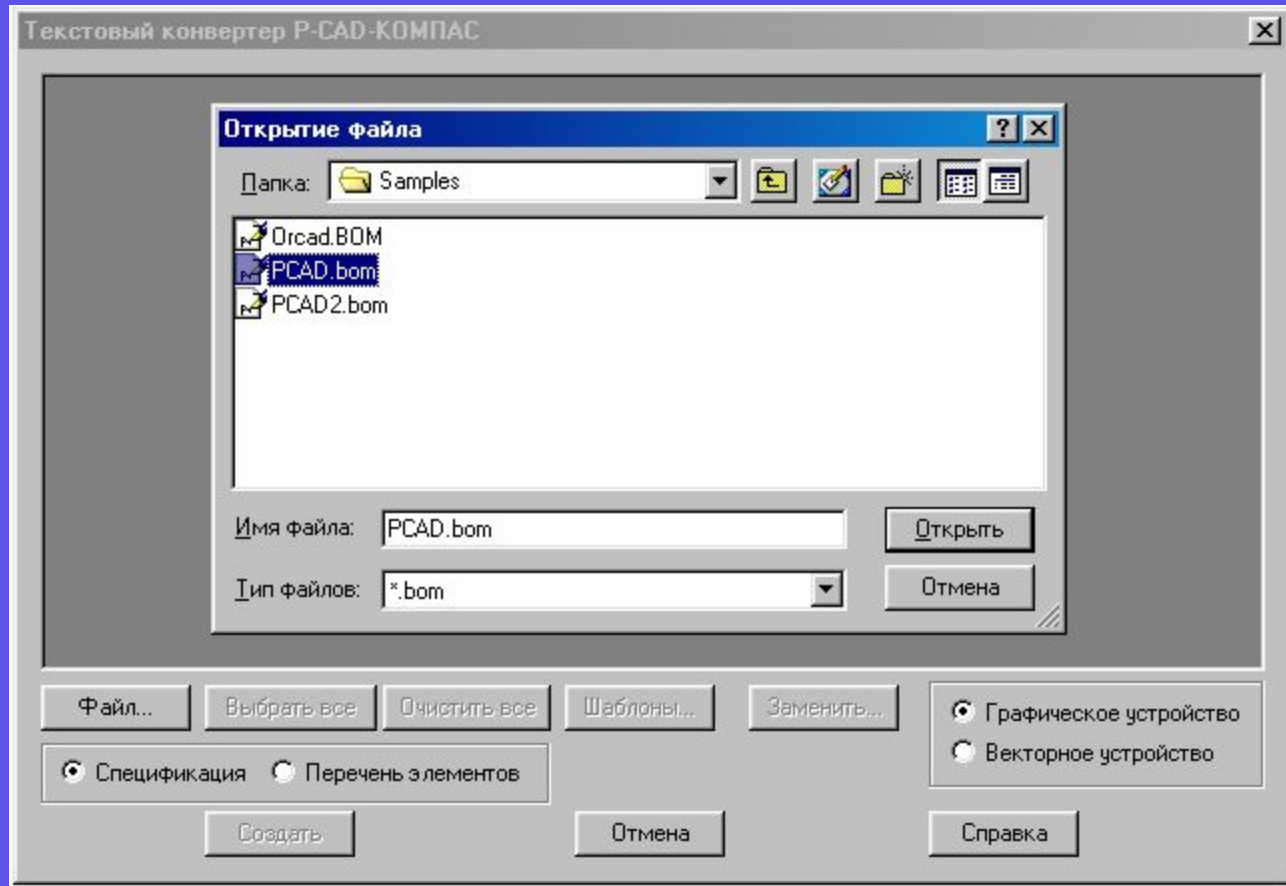 Текстовый конвертер P-CAD-КОМПАС
Открытие файла
Папка: Samples
Orcad.BOM
PCAD.bom
PCAD2.bom
Имя файла: PCAD.bom Открыть
Тип файлов: *.bom Отмена
Файл... Выбрать все Очистить все Шаблоны... Заменить...
Графическое устройство
Векторное устройство
Спецификация Перечень элементов
Создать Отмена Справка